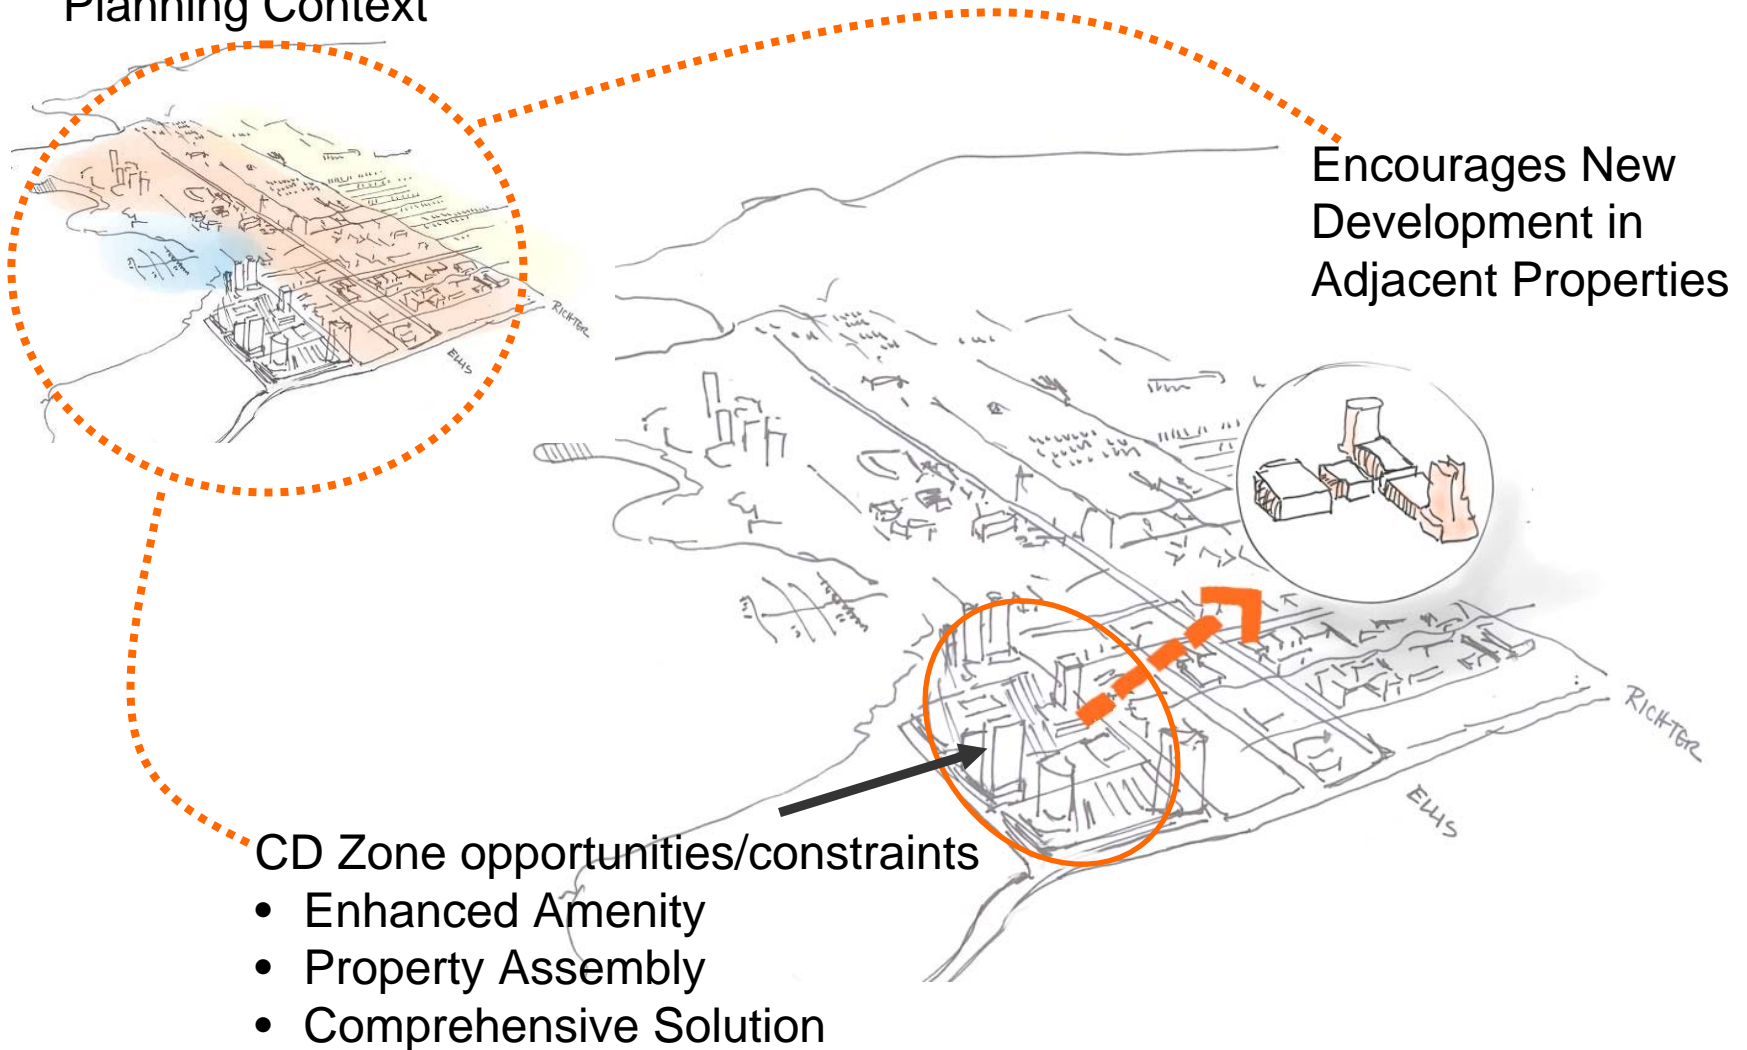 Planning Context
RICHTER
ELLIS
Encourages New
Development in
Adjacent Properties
RICHTER
ELLIS
CD Zone opportunities/constraints
• Enhanced Amenity
• Property Assembly
• Comprehensive Solution